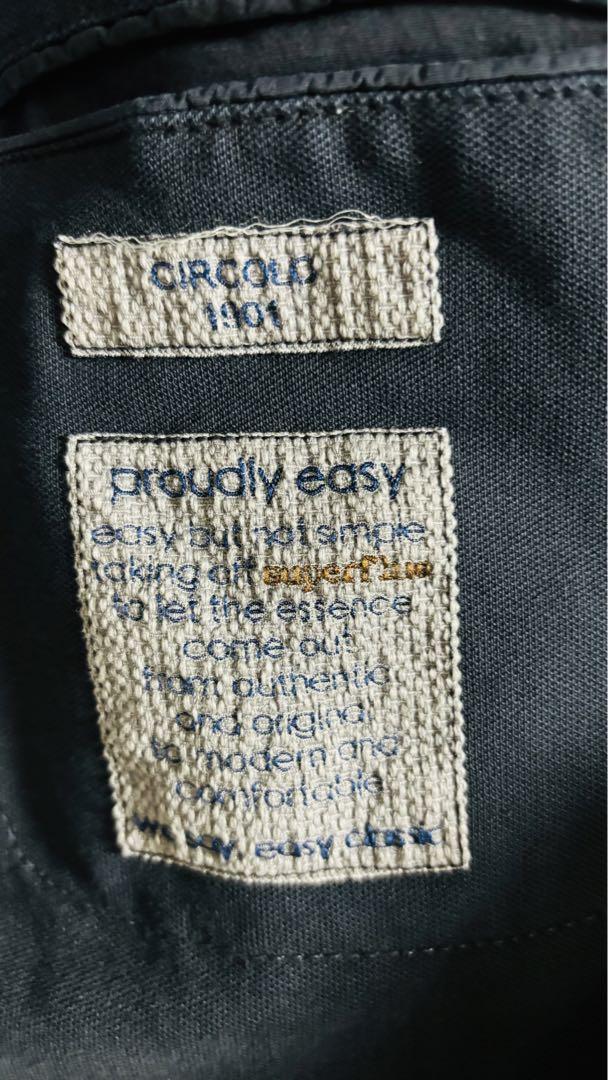 CIRCOLO
1901
proudly easy
easy but not simple
taking off
to let the essence
come out
from authentic
and original
to modern and
comfortable
we say, easy classic